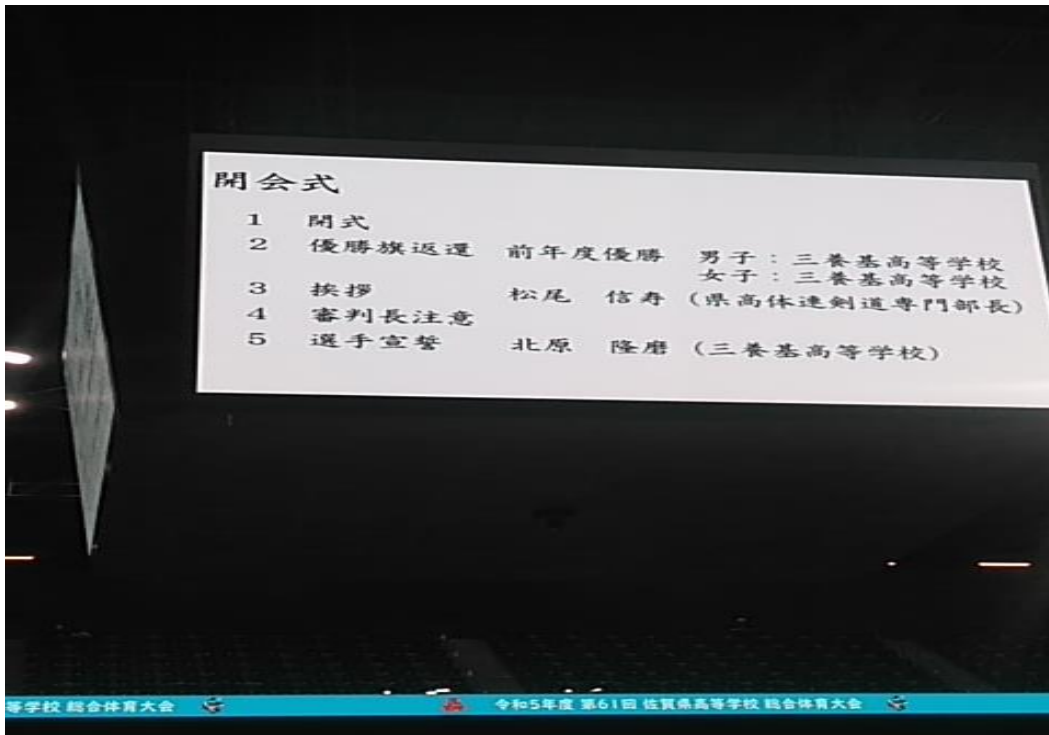 開会式
1 開式
2 優勝旗返還 前年度優勝 男子：三養基高等学校
女子：三養基高等学校
3 挨拶 松尾 信寿 (県高体連剣道専門部長)
4 審判長注意
5 選手宣誓 北原 隆磨 (三養基高等学校)
等学校 総合体育大会
令和5年度 第61回 佐賀県高等学校 総合体育大会